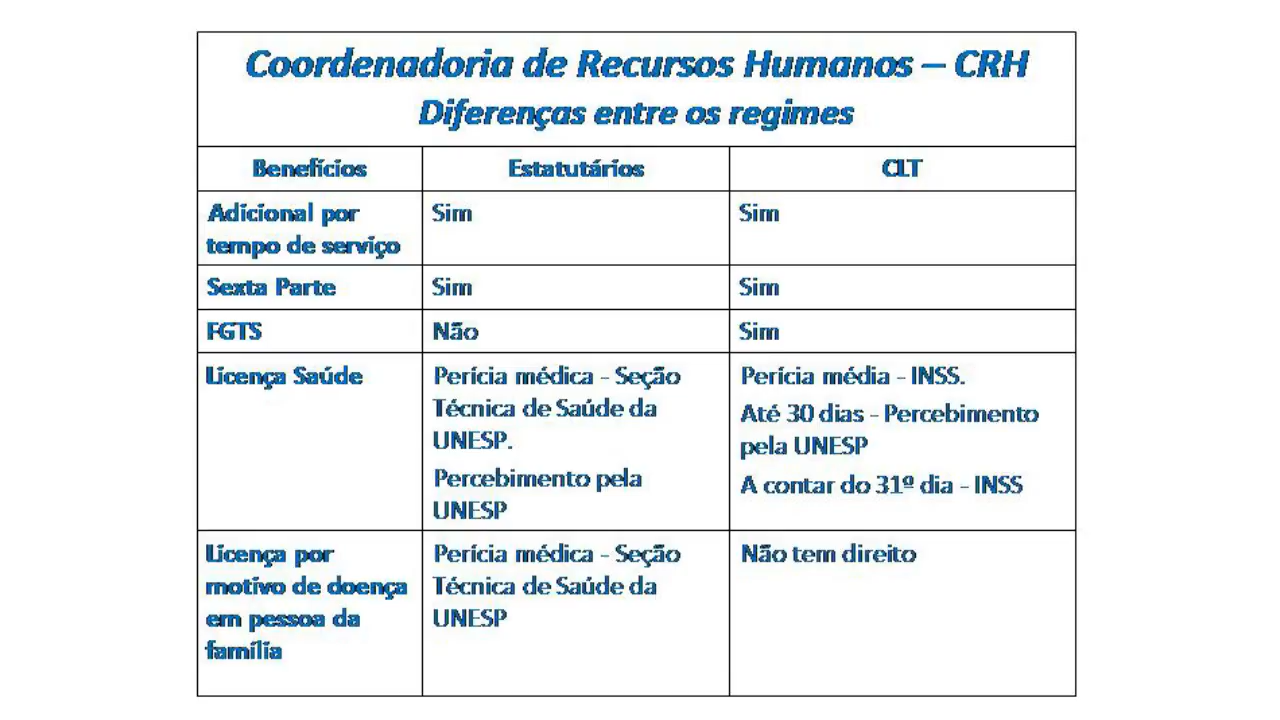 Coordenadoria de Recursos Humanos – CRH
Diferenças entre os regimes
Benefícios
Estatutários
CLT
Adicional por
tempo de serviço
Sim
Sim
Sexta Parte
Sim
Sim
FGTS
Não
Sim
Licença Saúde
Perícia médica - Seção
Técnica de Saúde da
UNESP.
Percebimento pela
UNESP
Perícia média - INSS.
Até 30 dias - Percebimento
pela UNESP
A contar do 31º dia - INSS
Licença por
motivo de doença
em pessoa da
família
Perícia médica - Seção
Técnica de Saúde da
UNESP
Não tem direito